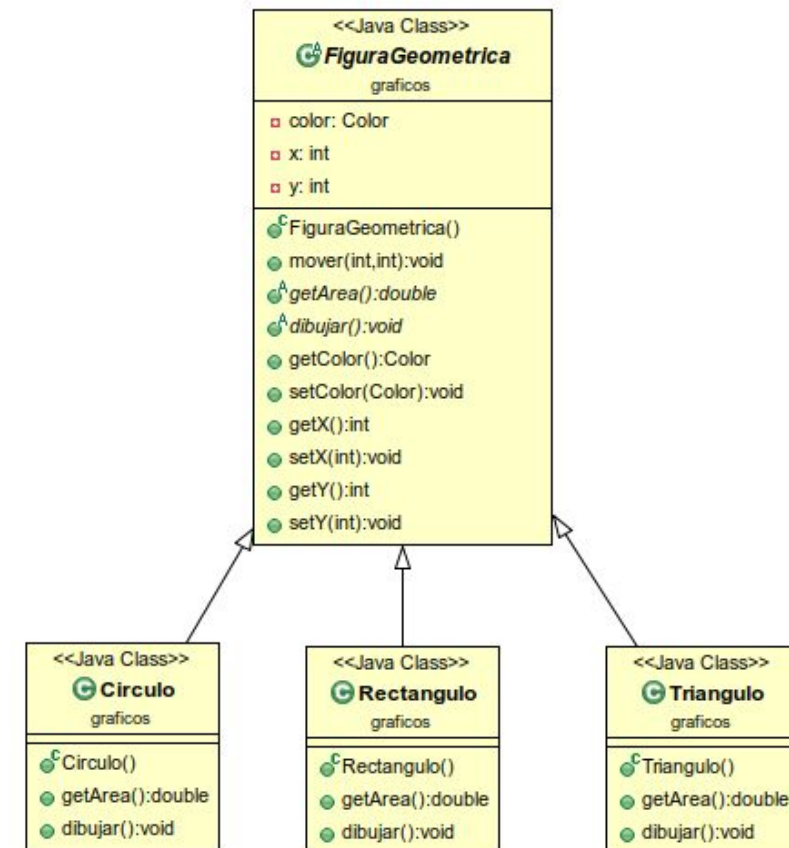 <<Java Class>>
FiguraGeometrica
graficos
color: Color
x: int
y: int
FiguraGeometrica()
mover(int,int):void
getArea():double
dibujar():void
getColor():Color
setColor(Color):void
getX():int
setX(int):void
getY():int
setY(int):void
<<Java Class>>
Circulo
graficos
Circulo()
getArea():double
dibujar():void
<<Java Class>>
Rectangulo
graficos
Rectangulo()
getArea():double
dibujar():void
<<Java Class>>
Triangulo
graficos
Triangulo()
getArea():double
dibujar():void